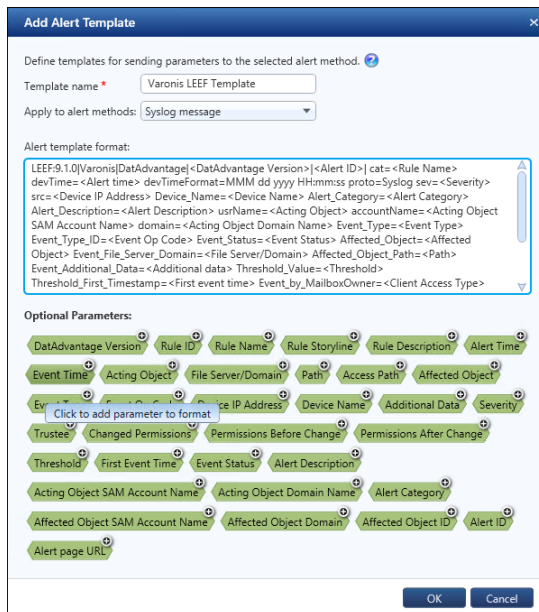 Add Alert Template
Define templates for sending parameters to the selected alert method.
Template name *
Varonis LEEF Template
Apply to alert methods:
Syslog message
Alert template format:
LEEF:9.1.0|Varonis|DatAdvantage|<DatAdvantage Version>|<Alert ID>| cat=<Rule Name>
devTime=<Alert time> devTimeFormat=MMM dd yyyy HH:mm:ss proto=Syslog sev=<Severity>
src=<Device IP Address> Device_Name=<Device Name> Alert_Category=<Alert Category>
Alert_Description=<Alert Description> usrName=<Acting Object> accountName=<Acting Object
SAM Account Name> domain=<Acting Object Domain Name> Event_Type=<Event Type>
Event_Type_ID=<Event Op Code> Event_Status=<Event Status> Affected_Object=<Affected
Object> Event_File_Server_Domain=<File Server/Domain> Affected_Object_Path=<Path>
Event_Additional_Data=<Additional data> Threshold_Value=<Threshold>
Threshold_First_Timestamp=<First event time> Event_by_MailboxOwner=<Client Access Type>
Optional Parameters:
DatAdvantage Version Rule ID Rule Name Rule Storyline Rule Description Alert Time
Event Time Acting Object File Server/Domain Path Access Path Affected Object
IP Address Device Name Additional Data Severity
Click to add parameter to format
Trustee Changed Permissions Permissions Before Change Permissions After Change
Threshold First Event Time Event Status Alert Description
Acting Object SAM Account Name Acting Object Domain Name Alert Category
Affected Object SAM Account Name Affected Object Domain Affected Object ID Alert ID
Alert page URL
OK Cancel